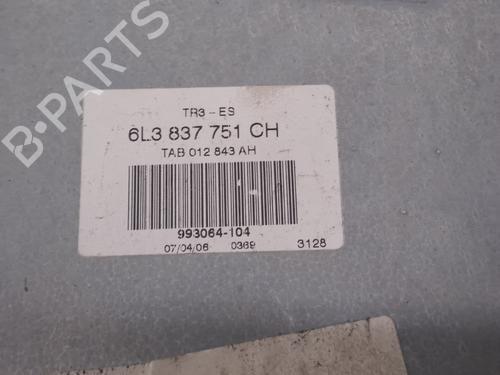 TR3-ES
6L3 837 751 CH
TAB 012 843 AH
993064-104
07/04/06 0369 3128
B-PARTS